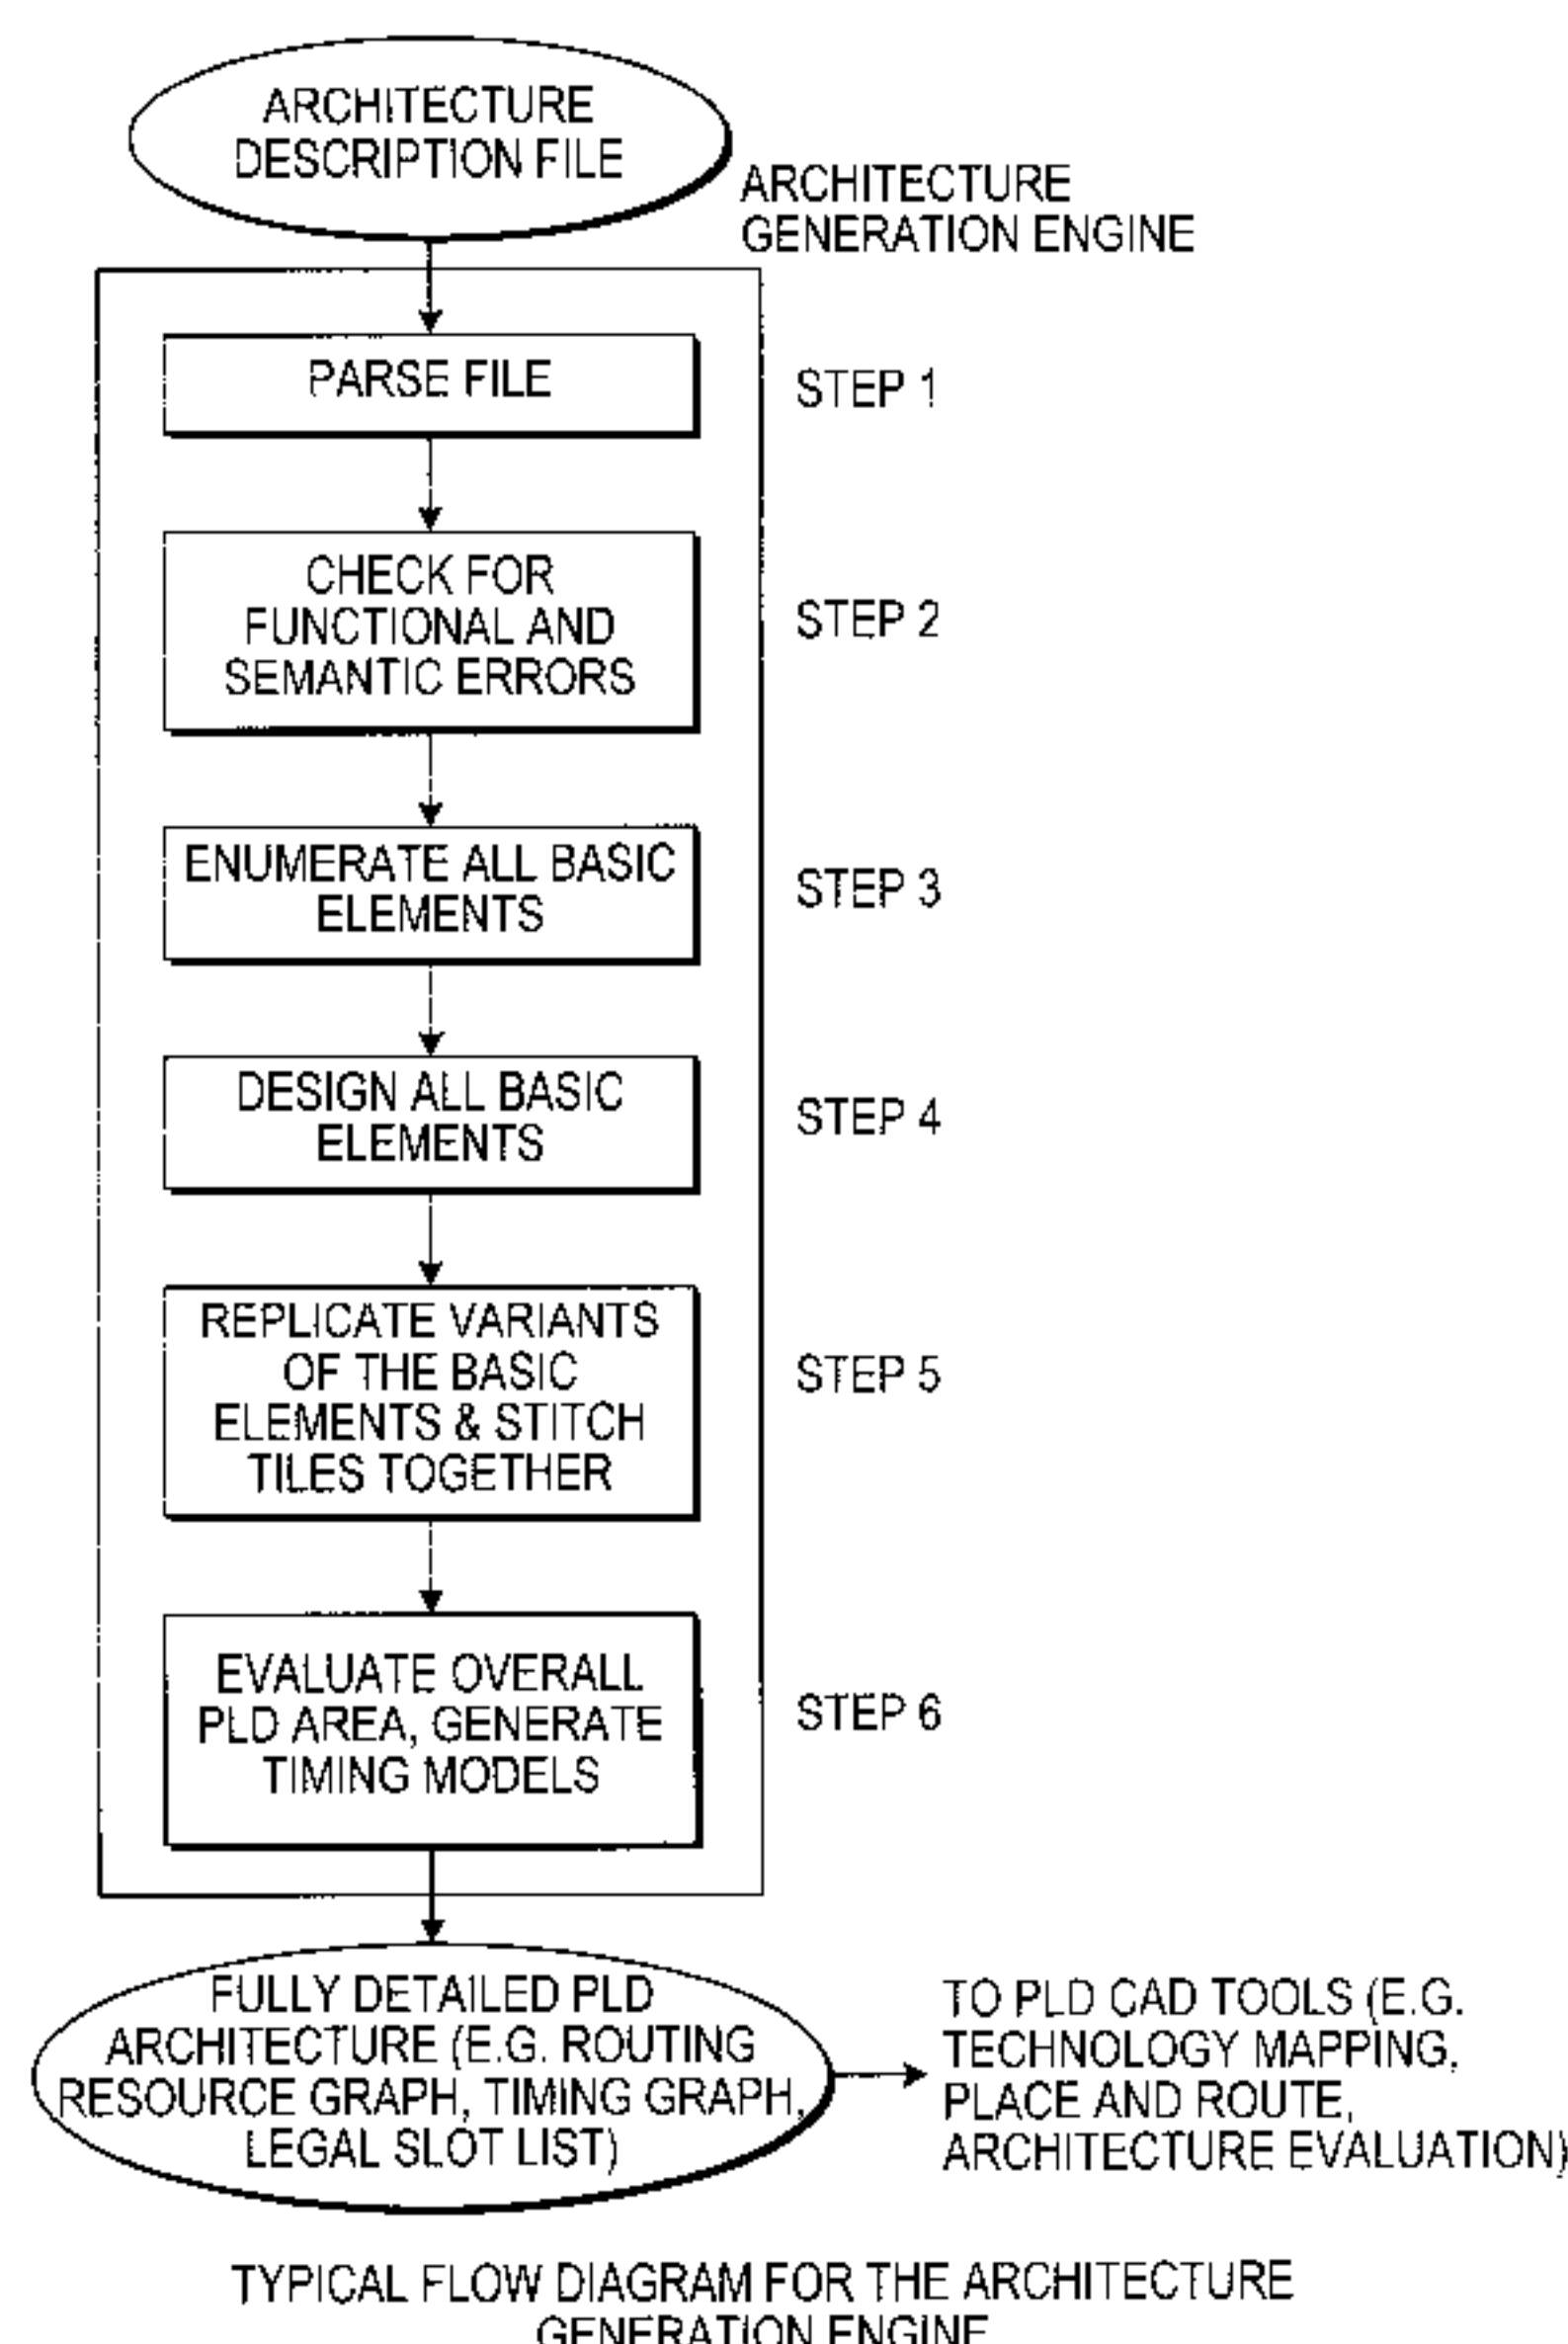 ARCHITECTURE
DESCRIPTION FILE
ARCHITECTURE
GENERATION ENGINE
PARSE FILE
STEP 1
CHECK FOR
FUNCTIONAL AND
SEMANTIC ERRORS
STEP 2
ENUMERATE ALL BASIC
ELEMENTS
STEP 3
DESIGN ALL BASIC
ELEMENTS
STEP 4
REPLICATE VARIANTS
OF THE BASIC
ELEMENTS & STITCH
TILES TOGETHER
STEP 5
EVALUATE OVERALL
PLD AREA, GENERATE
TIMING MODELS
STEP 6
FULLY DETAILED PLD
ARCHITECTURE (E.G. ROUTING
RESOURCE GRAPH, TIMING GRAPH,
LEGAL SLOT LIST)
TO PLD CAD TOOLS (E.G.
TECHNOLOGY MAPPING,
PLACE AND ROUTE,
ARCHITECTURE EVALUATION)
TYPICAL FLOW DIAGRAM FOR THE ARCHITECTURE
GENERATION ENGINE